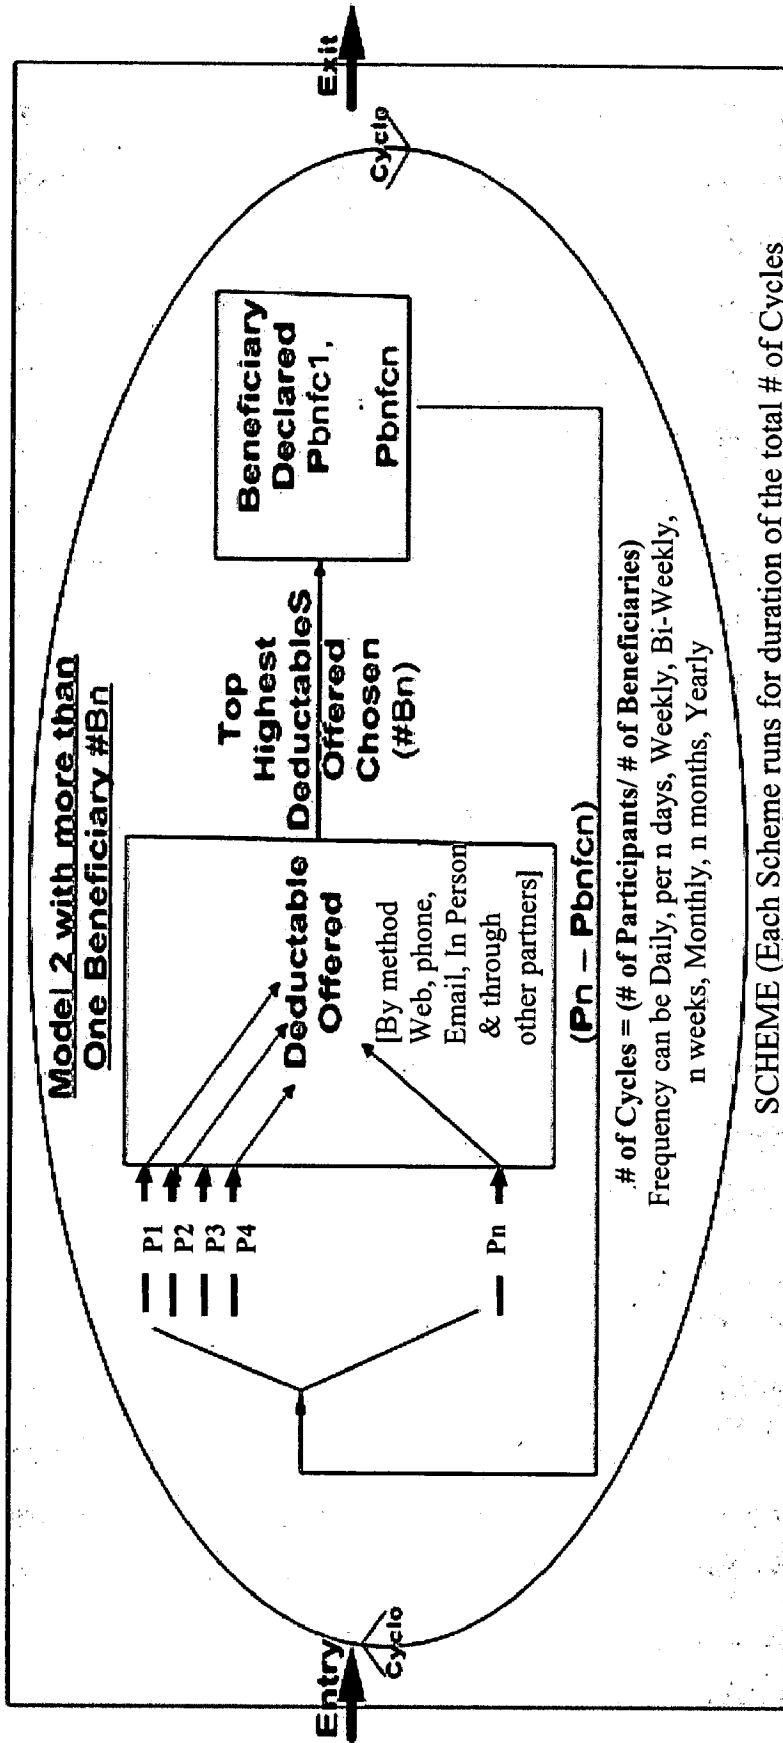 Model 2 with more than
One Beneficiary #Bn
Entry
Cyclo
P1
P2
P3
P4
Pn
Deductable
Offered
[By method
Web, phone,
Email, In Person
& through
other partners]
Top
Highest
DeductableS
Offered
Chosen
(#Bn)
Beneficiary
Declared
Pbnfc1,
Pbnfcn
Cyclo
Exit
(Pn – Pbnfcn)
# of Cycles = (# of Participants/ # of Beneficiaries)
Frequency can be Daily, per n days, Weekly, Bi-Weekly,
n weeks, Monthly, n months, Yearly
SCHEME (Each Scheme runs for duration of the total # of Cycles